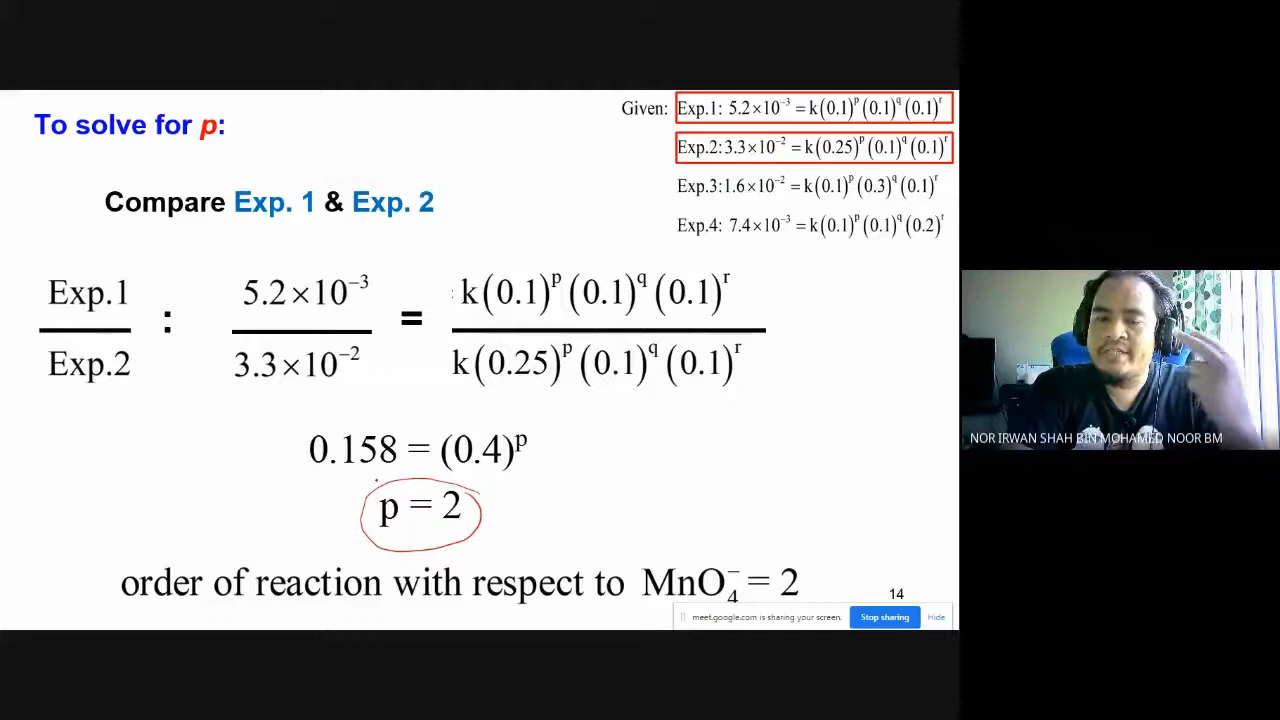 To solve for p:
Given: Exp.1: 5.2×10⁻³ = k(0.1)ᵖ(0.1)^q(0.1)ʳ
Exp.2: 3.3×10⁻² = k(0.25)ᵖ(0.1)^q(0.1)ʳ
Exp.3: 1.6×10⁻² = k(0.1)ᵖ(0.3)^q(0.1)ʳ
Exp.4: 7.4×10⁻³ = k(0.1)ᵖ(0.1)^q(0.2)ʳ
Compare Exp. 1 & Exp. 2
Exp.1 : 5.2×10⁻³ = k(0.1)ᵖ(0.1)^q(0.1)ʳ
Exp.2 3.3×10⁻² k(0.25)ᵖ(0.1)^q(0.1)ʳ
0.158 = (0.4)ᵖ
p = 2
order of reaction with respect to MnO₄⁻ = 2
14
meet.google.com is sharing your screen. Stop sharing Hide
NOR IRWAN SHAH BIN MOHAMED NOOR BM